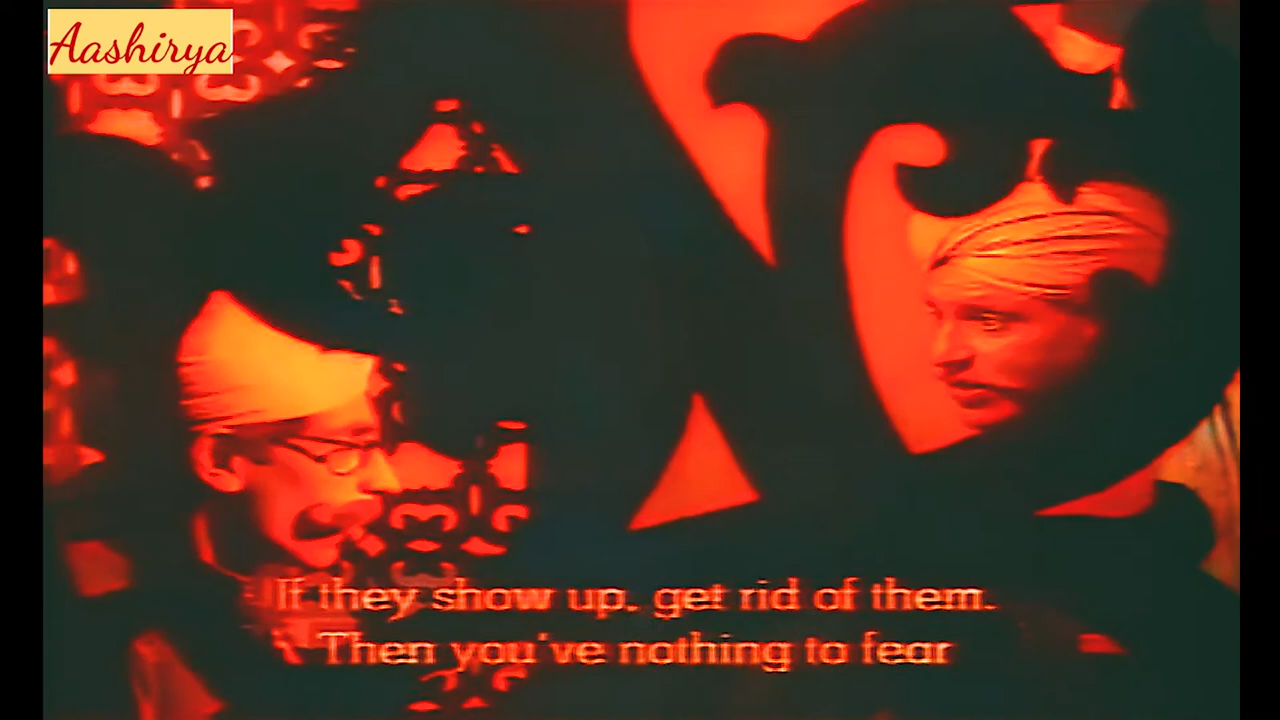 Aashirya
If they show up. get rid of them.
Then you've nothing to fear